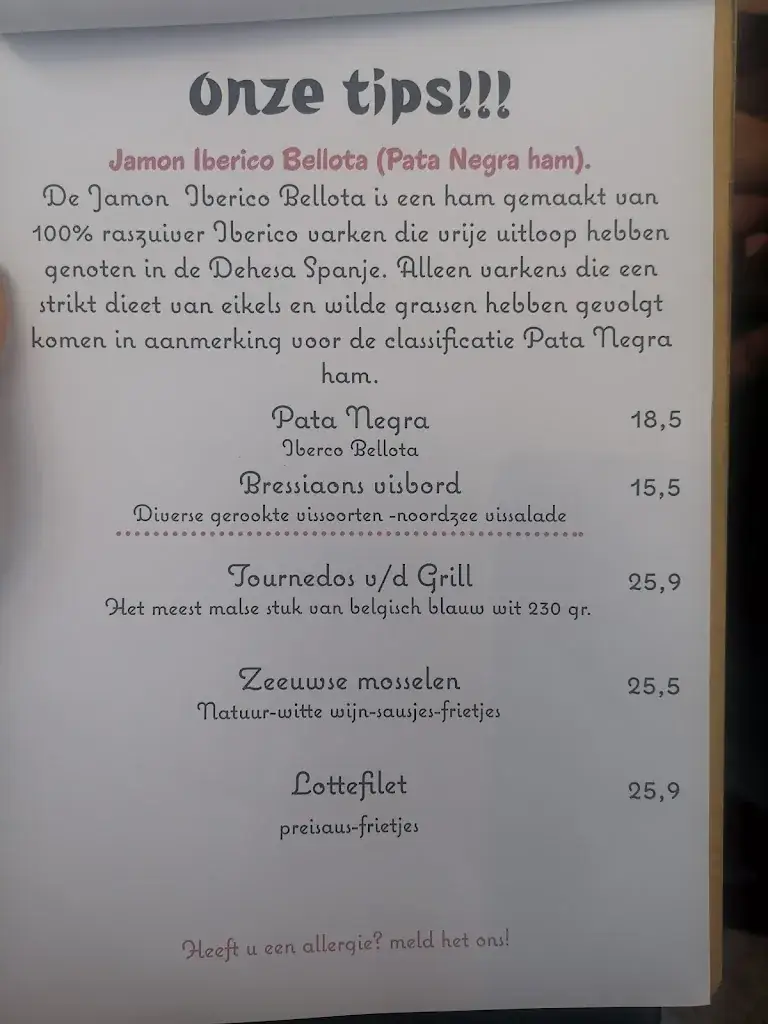 Onze tips!!!
Jamon Iberico Bellota (Pata Negra ham).
De Jamon Iberico Bellota is een ham gemaakt van
100% raszuiver Iberico varken die vrije uitloop hebben
genoten in de Dehesa Spanje. Alleen varkens die een
strikt dieet van eikels en wilde grassen hebben gevolgt
komen in aanmerking voor de classificatie Pata Negra
ham.
Pata Negra 18,5
Iberco Bellota
Bressiaons visbord 15,5
Diverse gerookte vissoorten -noordzee vissalade
Tournedos v/d Grill 25,9
Het meest malse stuk van belgisch blauw wit 230 gr.
Zeeuwse mosselen 25,5
Natuur-witte wijn-sausjes-frietjes
Lottefilet 25,9
preisaus-frietjes
Heeft u een allergie? meld het ons!